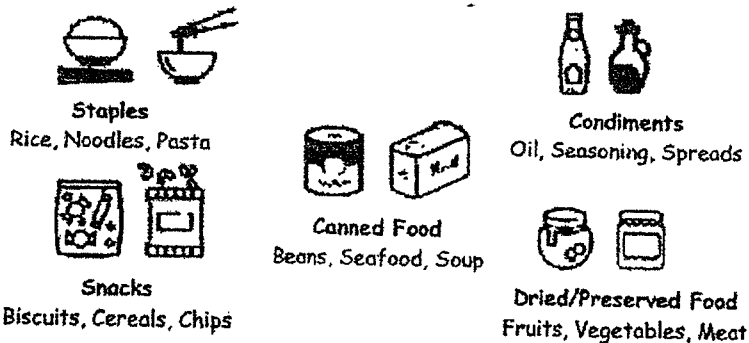 Staples
Rice, Noodles, Pasta
Condiments
Oil, Seasoning, Spreads
Canned Food
Beans, Seafood, Soup
Snacks
Biscuits, Cereals, Chips
Dried/Preserved Food
Fruits, Vegetables, Meat